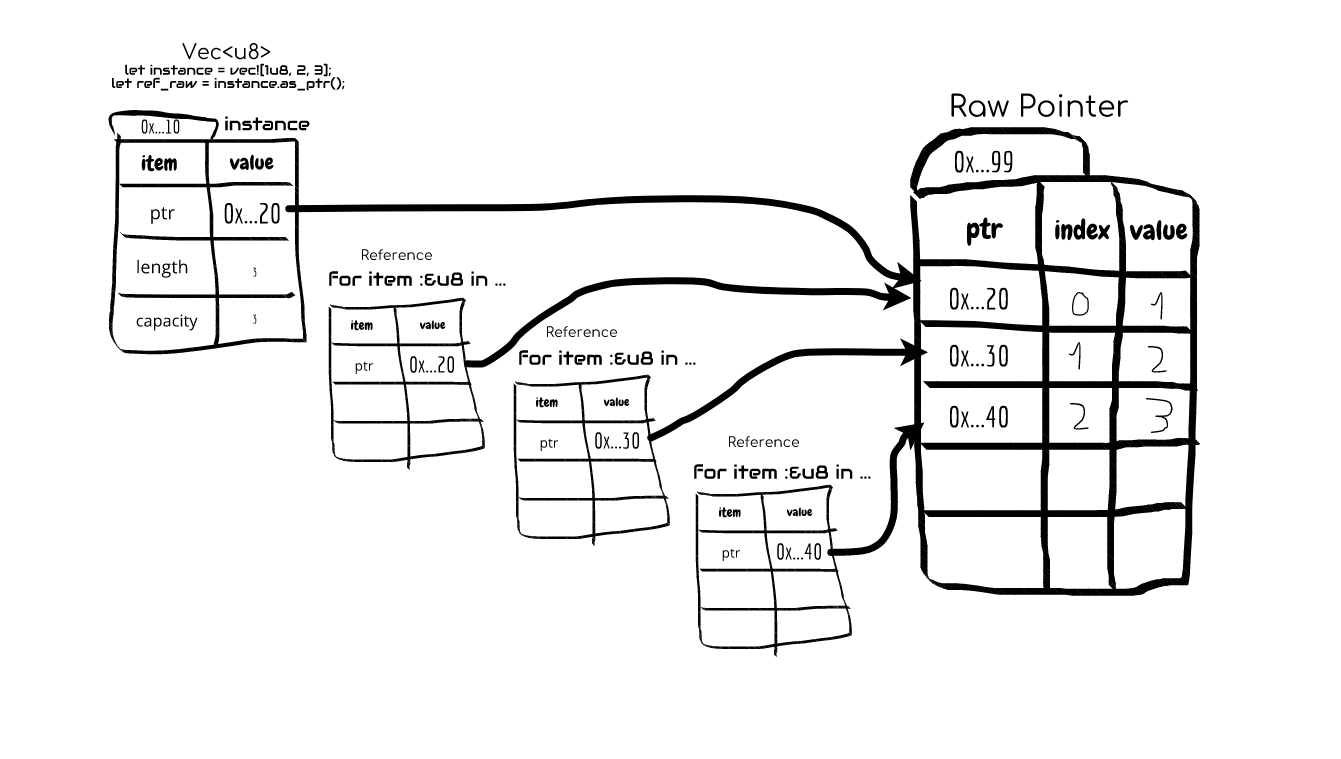 Vec<u8>
let instance = vec![1u8, 2, 3];
let ref_raw = instance.as_ptr();
0x...10 instance
item value
ptr 0x...20
length 3
capacity 3
Reference
for item :&u8 in ...
item value
ptr 0x...20
Reference
for item :&u8 in ...
item value
ptr 0x...30
Reference
for item :&u8 in ...
item value
ptr 0x...40
Raw Pointer
0x...99
ptr index value
0x...20 0 1
0x...30 1 2
0x...40 2 3